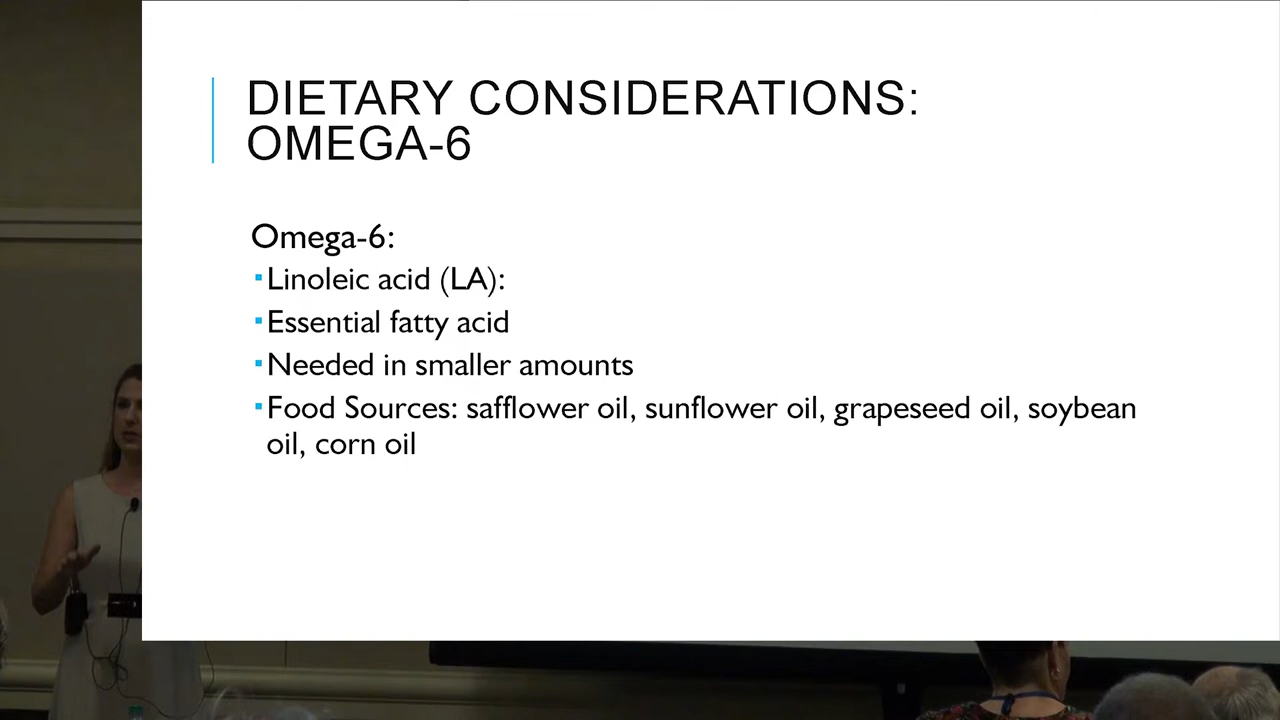 DIETARY CONSIDERATIONS:
OMEGA-6
Omega-6:
▪Linoleic acid (LA):
▪Essential fatty acid
▪Needed in smaller amounts
▪Food Sources: safflower oil, sunflower oil, grapeseed oil, soybean
oil, corn oil